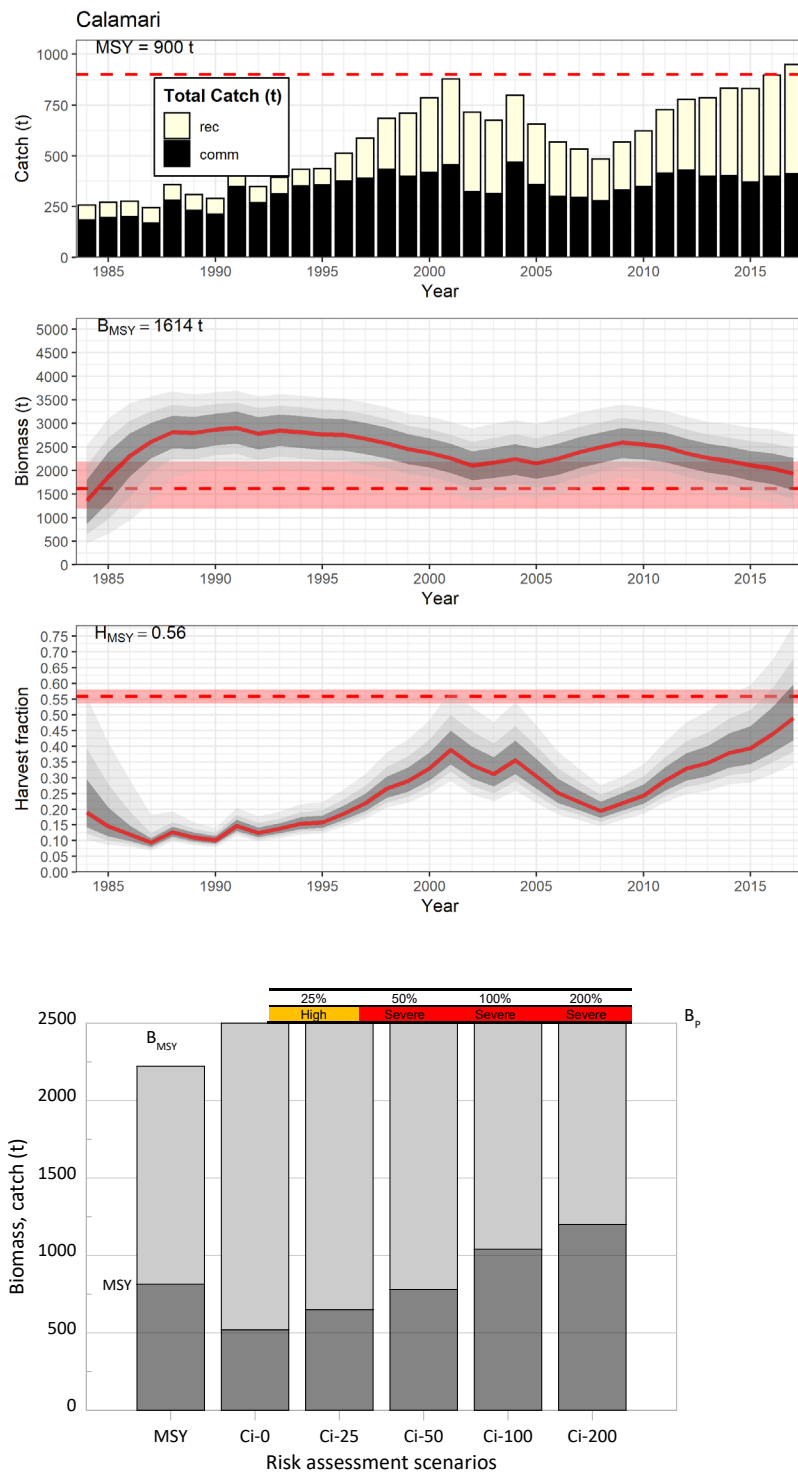 Calamari
MSY = 900 t
Total Catch (t)
rec
comm
Catch (t)
1000
750
500
250
0
1985 1990 1995 2000 2005 2010 2015
Year
BMSY = 1614 t
Biomass (t)
5000
4500
4000
3500
3000
2500
2000
1500
1000
500
0
1985 1990 1995 2000 2005 2010 2015
Year
HMSY = 0.56
Harvest fraction
0.75
0.70
0.65
0.60
0.55
0.50
0.45
0.40
0.35
0.30
0.25
0.20
0.15
0.10
0.05
0.00
1985 1990 1995 2000 2005 2010 2015
Year
25% 50% 100% 200%
High Severe Severe Severe
BP
BMSY
MSY
Biomass, catch (t)
2500
2000
1500
1000
500
0
MSY Ci-0 Ci-25 Ci-50 Ci-100 Ci-200
Risk assessment scenarios